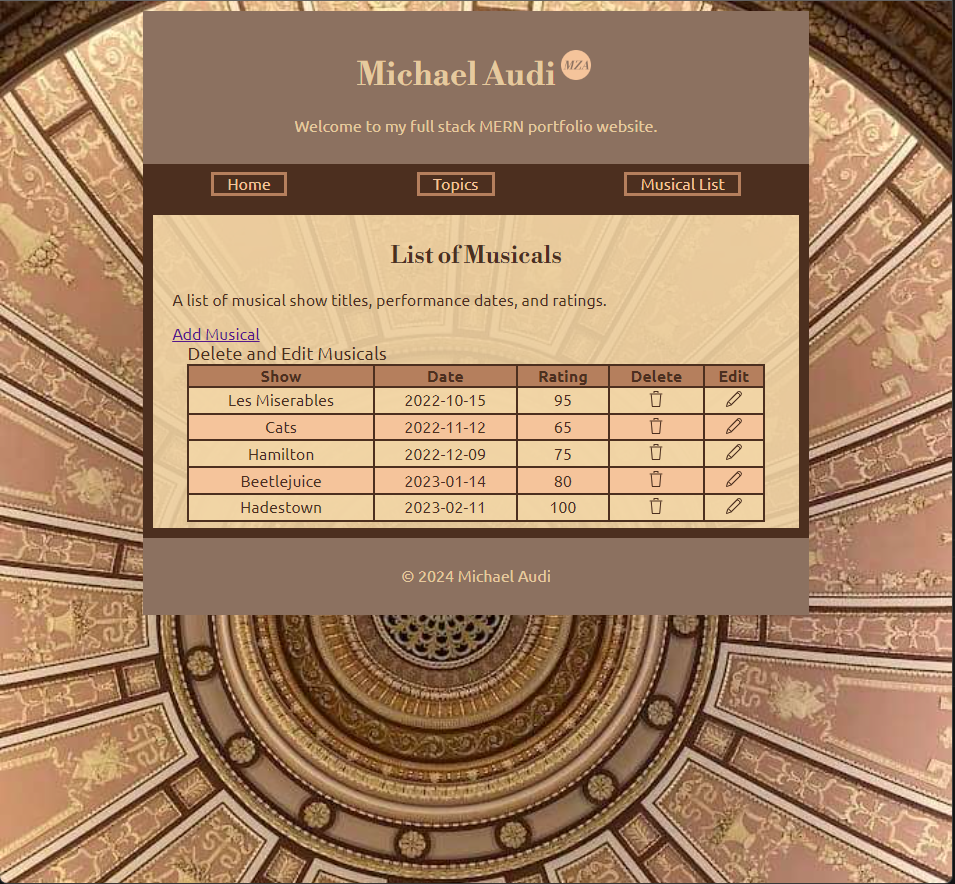 Michael Audi MZA
Welcome to my full stack MERN portfolio website.
Home Topics Musical List
List of Musicals
A list of musical show titles, performance dates, and ratings.
Add Musical
Delete and Edit Musicals
Show Date Rating Delete Edit
Les Miserables 2022-10-15 95
Cats 2022-11-12 65
Hamilton 2022-12-09 75
Beetlejuice 2023-01-14 80
Hadestown 2023-02-11 100
© 2024 Michael Audi